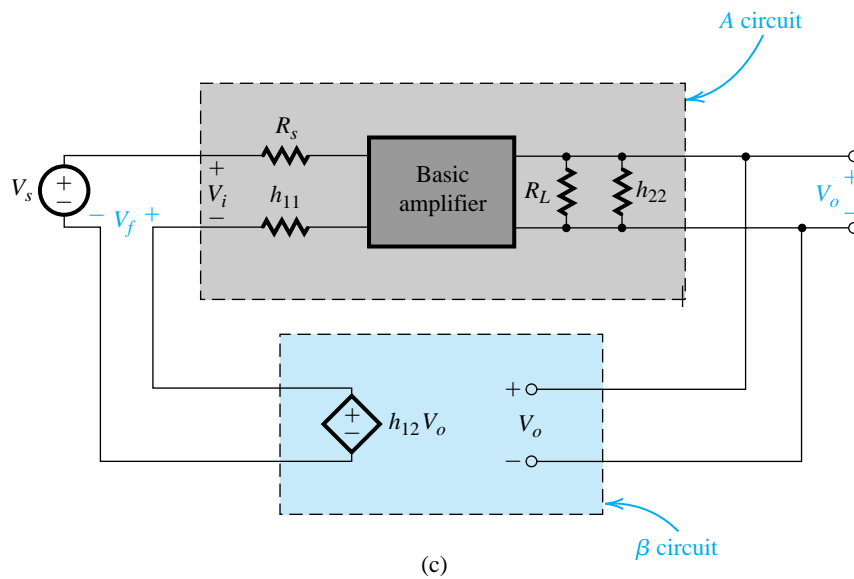 A circuit
R_s
+
V_i
−
h_11
Basic
amplifier
R_L
h_22
V_s
+
−
− V_f +
+
V_o
−
+
−
h_12 V_o
+
V_o
−
β circuit
(c)